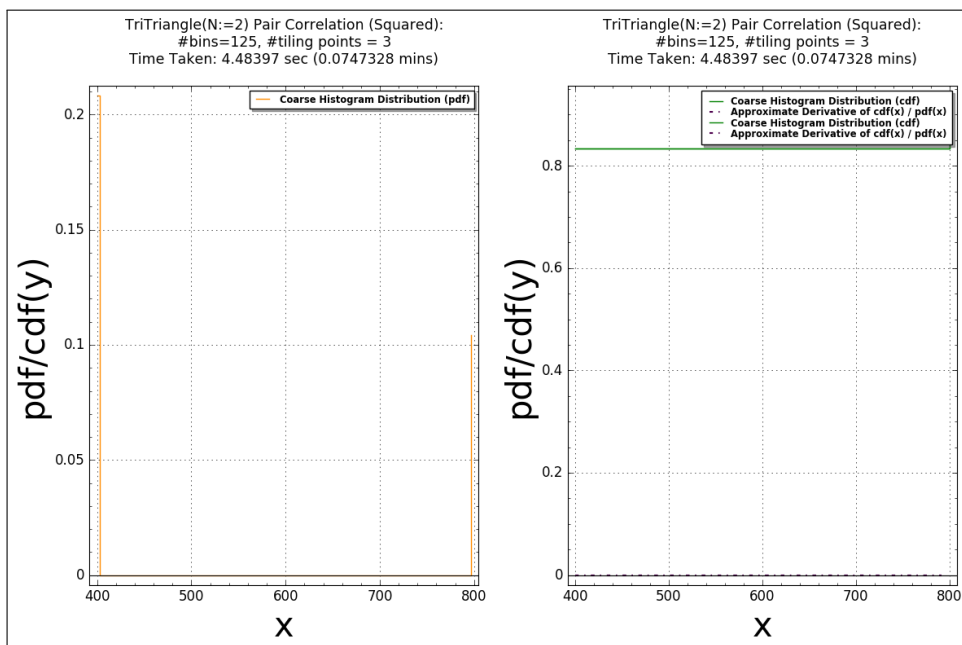 TriTriangle(N:=2) Pair Correlation (Squared):
#bins=125, #tiling points = 3
Time Taken: 4.48397 sec (0.0747328 mins)
Coarse Histogram Distribution (pdf)
0.2
0.15
0.1
0.05
0
400
500
600
700
800
pdf/cdf(y)
x
TriTriangle(N:=2) Pair Correlation (Squared):
#bins=125, #tiling points = 3
Time Taken: 4.48397 sec (0.0747328 mins)
Coarse Histogram Distribution (cdf)
Approximate Derivative of cdf(x) / pdf(x)
Coarse Histogram Distribution (cdf)
Approximate Derivative of cdf(x) / pdf(x)
0.8
0.6
0.4
0.2
0
400
500
600
700
800
pdf/cdf(y)
x